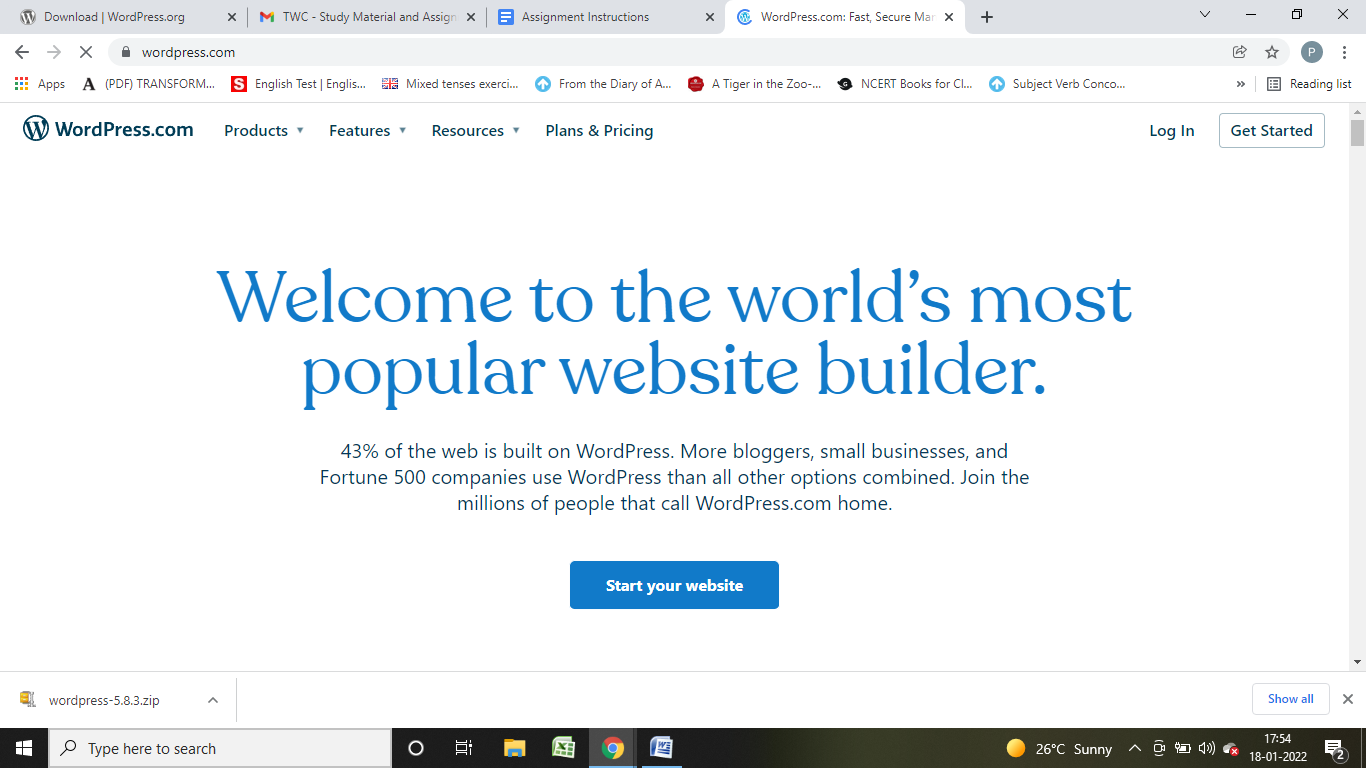 Download | WordPress.org
TWC - Study Material and Assign
Assignment Instructions
WordPress.com: Fast, Secure Mar
wordpress.com
P
Apps
A
(PDF) TRANSFORM...
S
English Test | Englis...
Mixed tenses exerci...
From the Diary of A...
A Tiger in the Zoo-...
NCERT Books for Cl...
Subject Verb Conco...
»
Reading list
WordPress.com
Products
Features
Resources
Plans & Pricing
Log In
Get Started
Welcome to the world’s most
popular website builder.
43% of the web is built on WordPress. More bloggers, small businesses, and
Fortune 500 companies use WordPress than all other options combined. Join the
millions of people that call WordPress.com home.
Start your website
wordpress-5.8.3.zip
Show all
Type here to search
26°C Sunny
17:54
18-01-2022
2